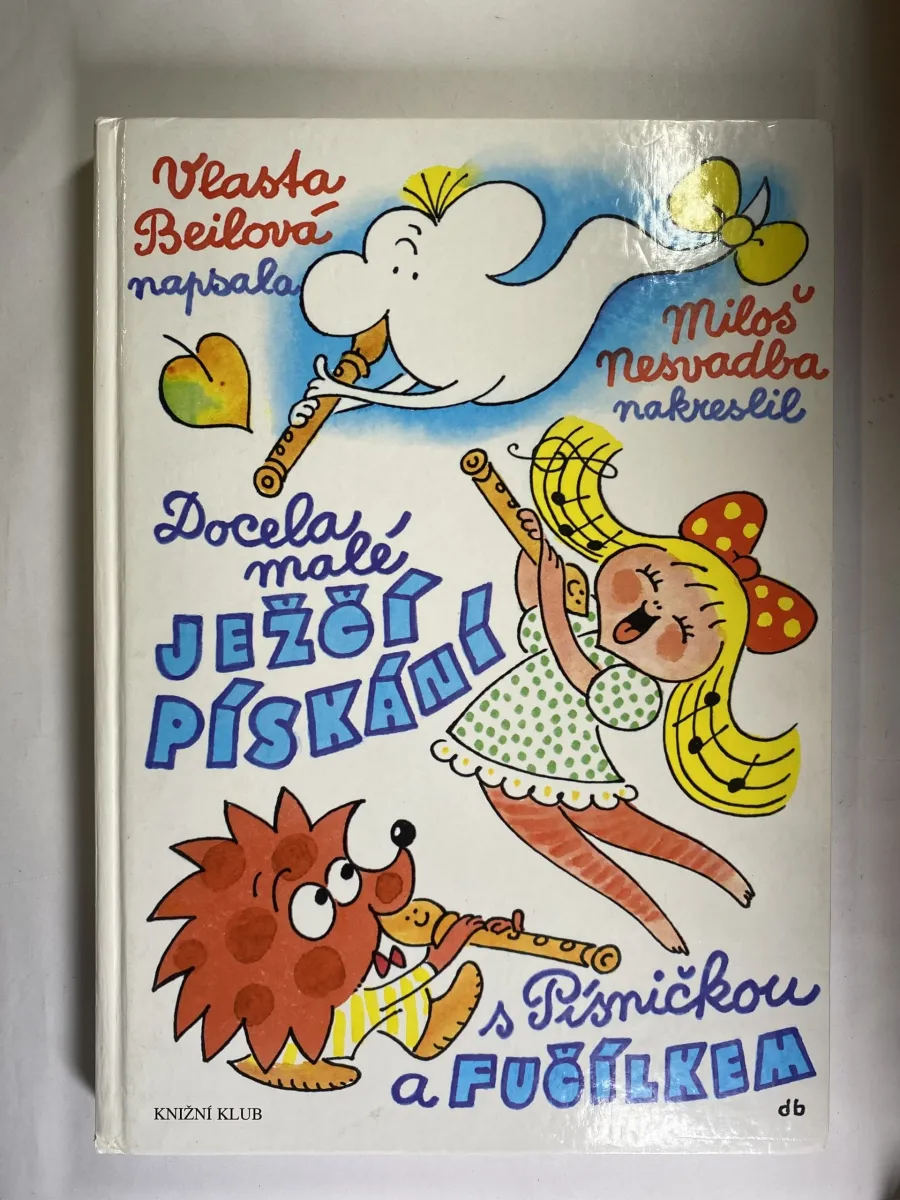 Vlasta
Beilová
napsala
Miloš
Nesvadba
nakreslil
Docela
malé
JEŽČÍ
PÍSKÁNÍ
s Písničkou
a FUČÍLKEM
KNIŽNÍ KLUB
db